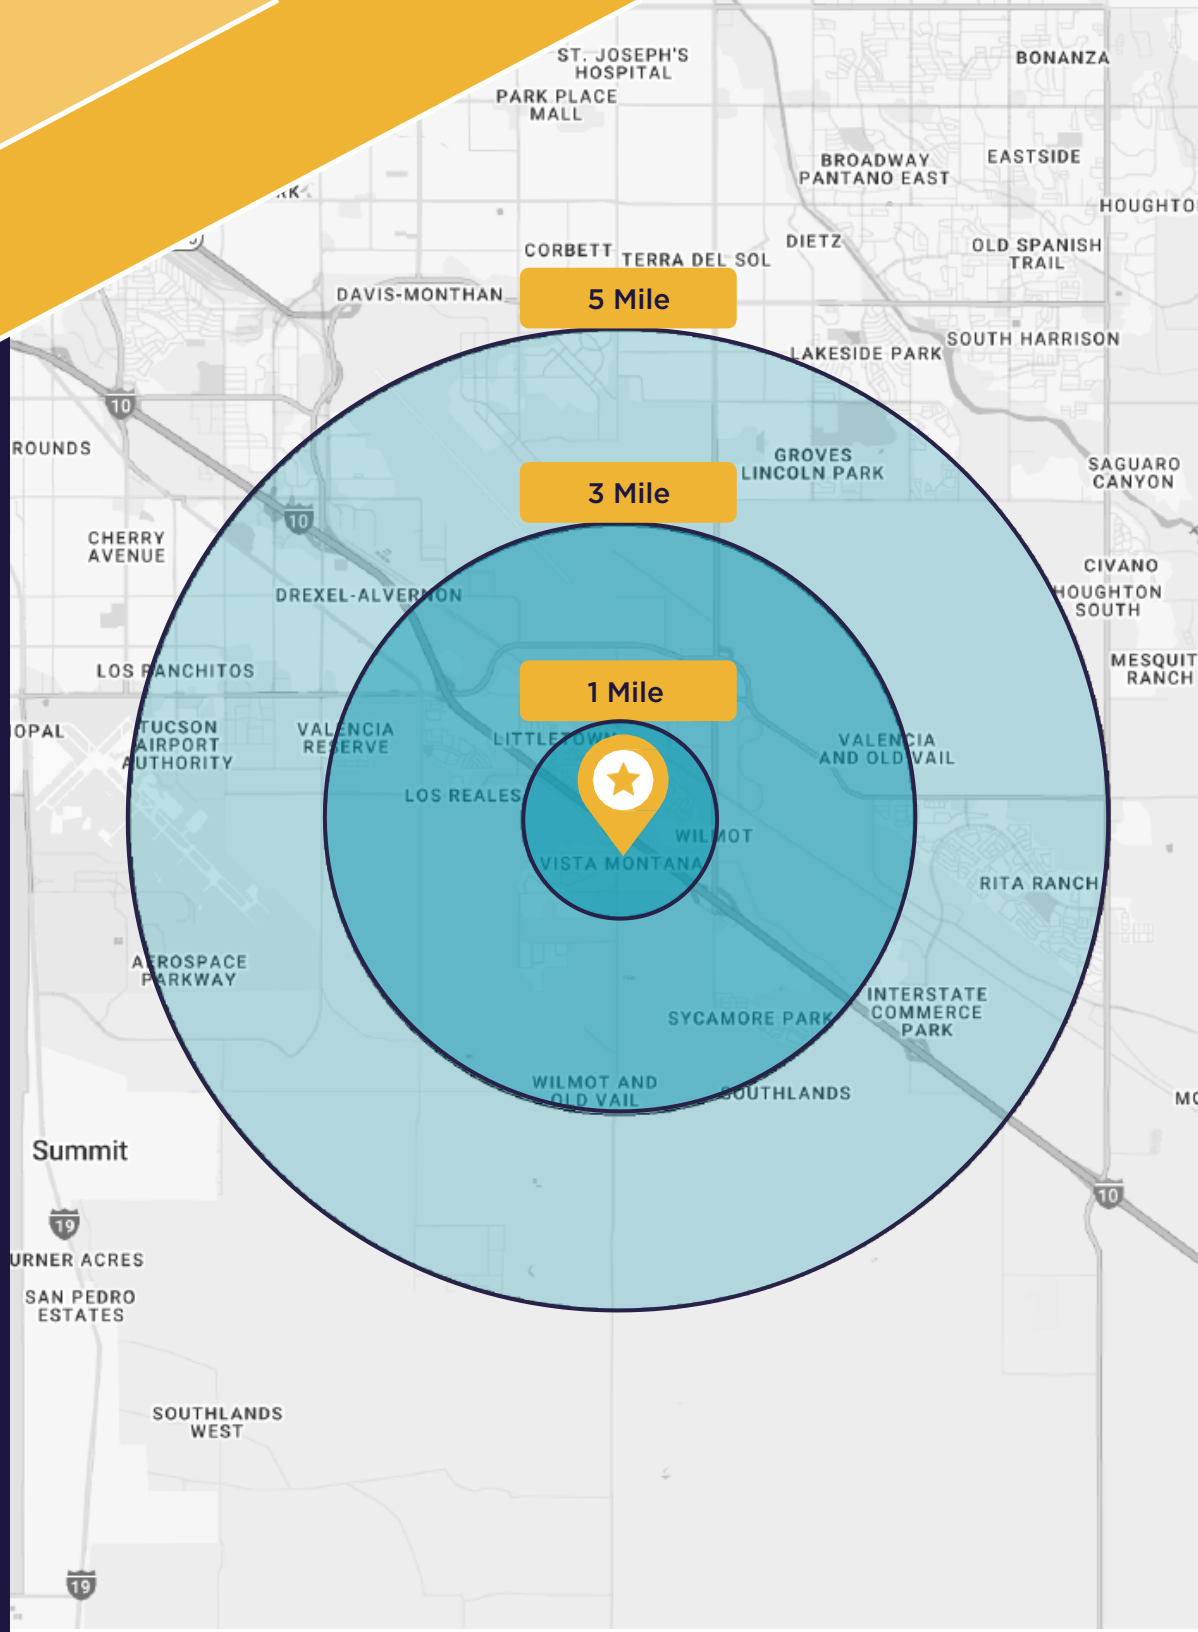 ST. JOSEPH'S
HOSPITAL
BONANZA
PARK PLACE
MALL
BROADWAY
PANTANO EAST
EASTSIDE
HOUGHTO
DIETZ
OLD SPANISH
TRAIL
CORBETT
TERRA DEL SOL
DAVIS-MONTHAN
5 Mile
SOUTH HARRISON
LAKESIDE PARK
10
ROUNDS
GROVES
LINCOLN PARK
SAGUARO
CANYON
3 Mile
10
CHERRY
AVENUE
CIVANO
HOUGHTON
SOUTH
DREXEL-ALVERNON
LOS RANCHITOS
MESQUIT
RANCH
1 Mile
OPAL
TUCSON
AIRPORT
AUTHORITY
VALENCIA
RESERVE
LITTLETOWN
VALENCIA
AND OLD VAIL
LOS REALES
WILMOT
VISTA MONTANA
RITA RANCH
AEROSPACE
PARKWAY
INTERSTATE
COMMERCE
PARK
SYCAMORE PARK
WILMOT AND
OLD VAIL
SOUTHLANDS
MO
Summit
10
19
URNER ACRES
SAN PEDRO
ESTATES
SOUTHLANDS
WEST
19